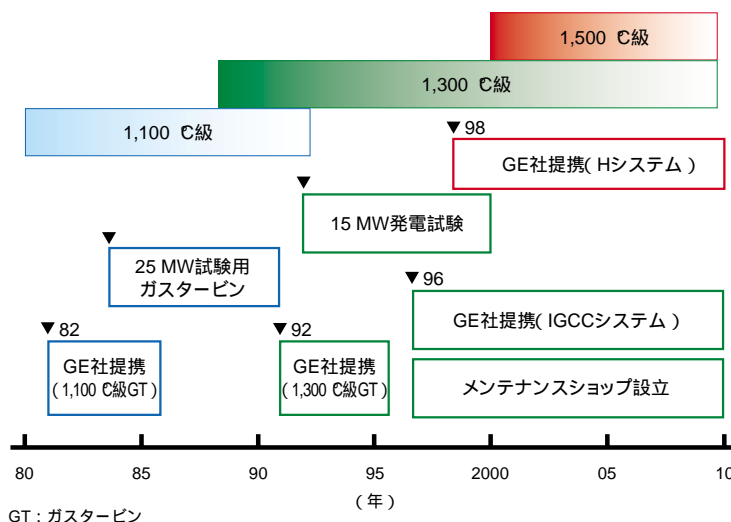 1,500 ℃級
1,300 ℃級
1,100 ℃級
▼98
GE社提携(Hシステム)
▼
15 MW発電試験
▼
25 MW試験用
ガスタービン
▼96
GE社提携(IGCCシステム)
▼82
GE社提携
(1,100 ℃級GT)
▼92
GE社提携
(1,300 ℃級GT)
メンテナンスショップ設立
80 85 90 95 2000 05 10
(年)
GT:ガスタービン